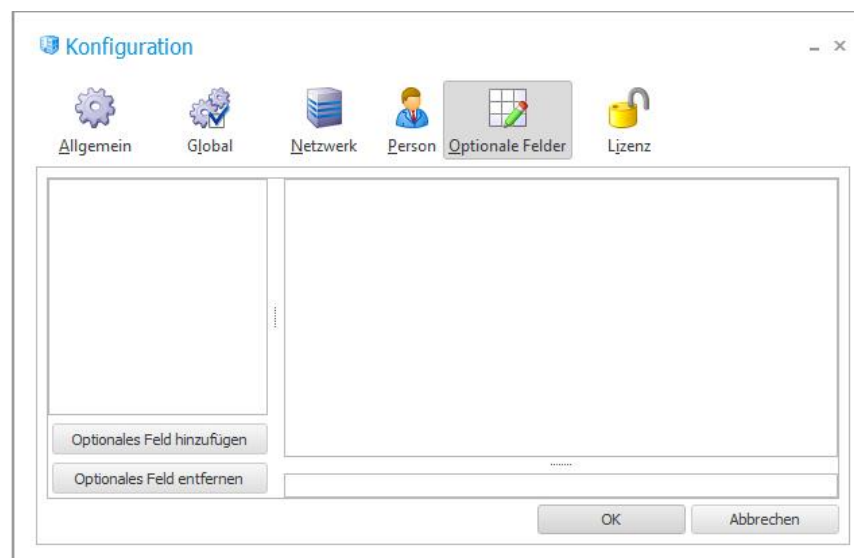 Konfiguration
Allgemein Global Netzwerk Person Optionale Felder Lizenz
Optionales Feld hinzufügen
Optionales Feld entfernen
OK Abbrechen